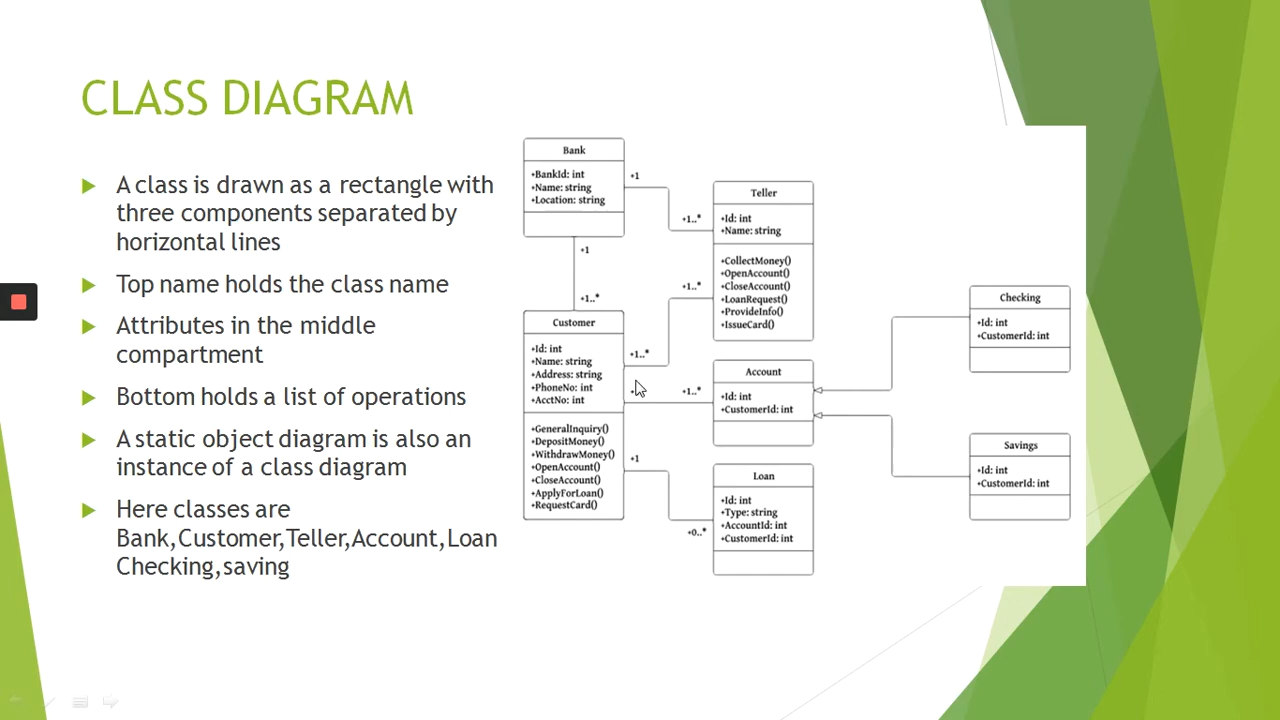 CLASS DIAGRAM
A class is drawn as a rectangle with
three components separated by
horizontal lines
Top name holds the class name
Attributes in the middle
compartment
Bottom holds a list of operations
A static object diagram is also an
instance of a class diagram
Here classes are
Bank,Customer,Teller,Account,Loan
Checking,saving
Bank
+BankId: int
+Name: string
+Location: string
+1
+1..*
+1
+1..*
Teller
+Id: int
+Name: string
+CollectMoney()
+OpenAccount()
+CloseAccount()
+LoanRequest()
+ProvideInfo()
+IssueCard()
+1..*
+1..*
Customer
+Id: int
+Name: string
+Address: string
+PhoneNo: int
+AcctNo: int
+GeneralInquiry()
+DepositMoney()
+WithdrawMoney()
+OpenAccount()
+CloseAccount()
+ApplyForLoan()
+RequestCard()
+1..*
+1
+0..*
Account
+Id: int
+CustomerId: int
Loan
+Id: int
+Type: string
+AccountId: int
+CustomerId: int
Checking
+Id: int
+CustomerId: int
Savings
+Id: int
+CustomerId: int